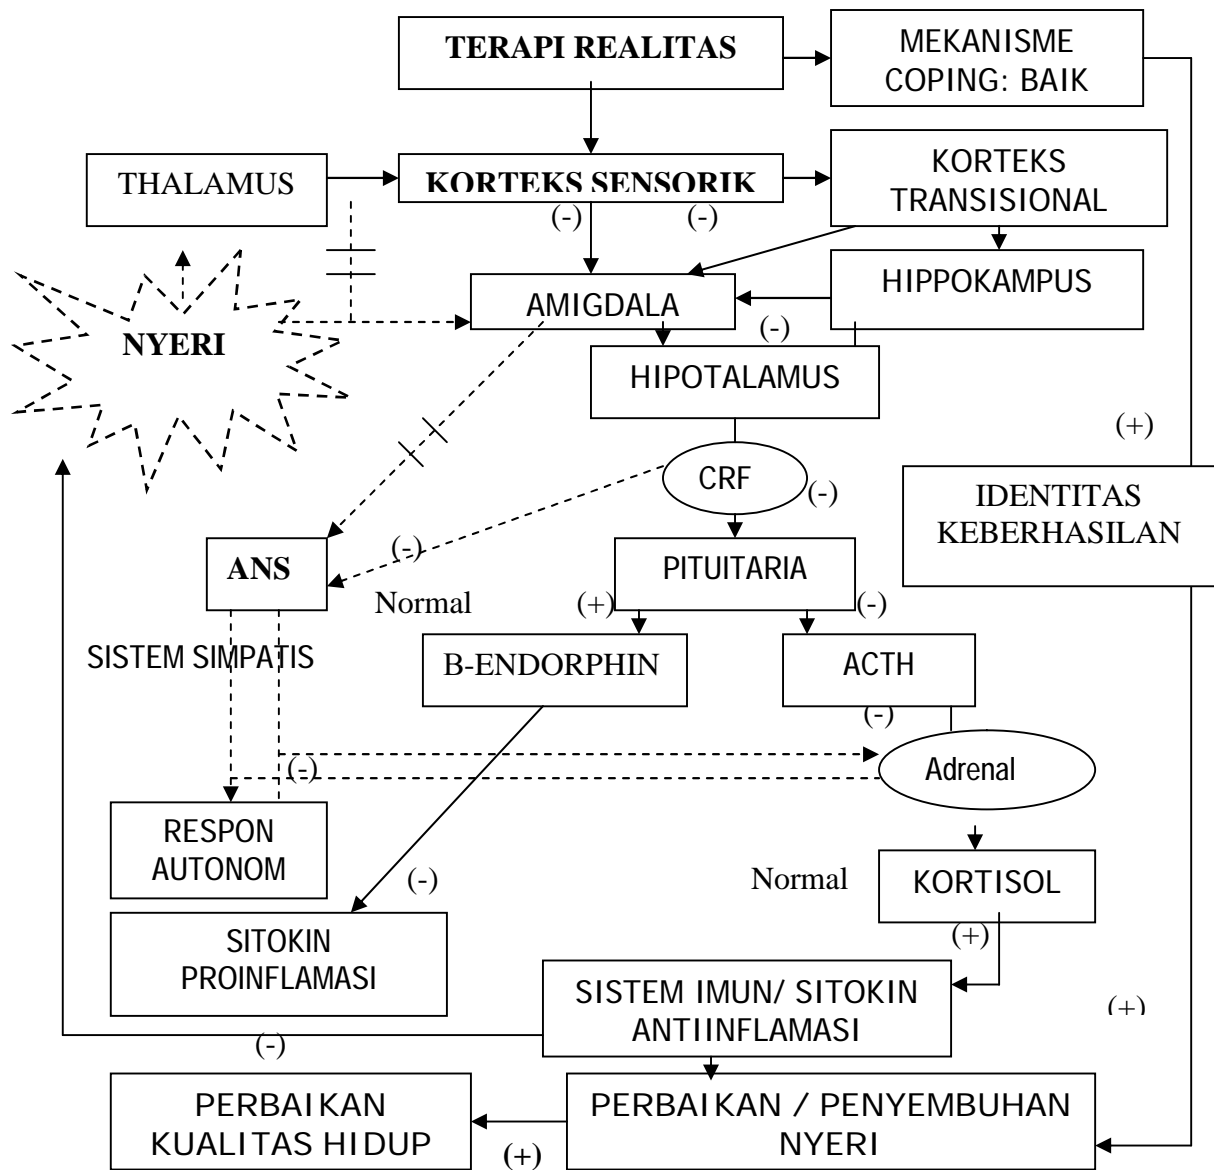 TERAPI REALITAS
MEKANISME
COPING: BAIK
THALAMUS
KORTEKS SENSORIK
KORTEKS
TRANSISIONAL
(-)
(-)
NYERI
AMIGDALA
HIPPOKAMPUS
(-)
HIPOTALAMUS
(+)
CRF
(-)
IDENTITAS
KEBERHASILAN
ANS
(-)
PITUITARIA
Normal
(+)
(-)
SISTEM SIMPATIS
B-ENDORPHIN
ACTH
(-)
(-)
Adrenal
RESPON
AUTONOM
(-)
Normal
KORTISOL
(+)
SITOKIN
PROINFLAMASI
SISTEM IMUN/ SITOKIN
ANTIINFLAMASI
(+)
(-)
PERBAIKAN
KUALITAS HIDUP
(+)
PERBAIKAN / PENYEMBUHAN
NYERI